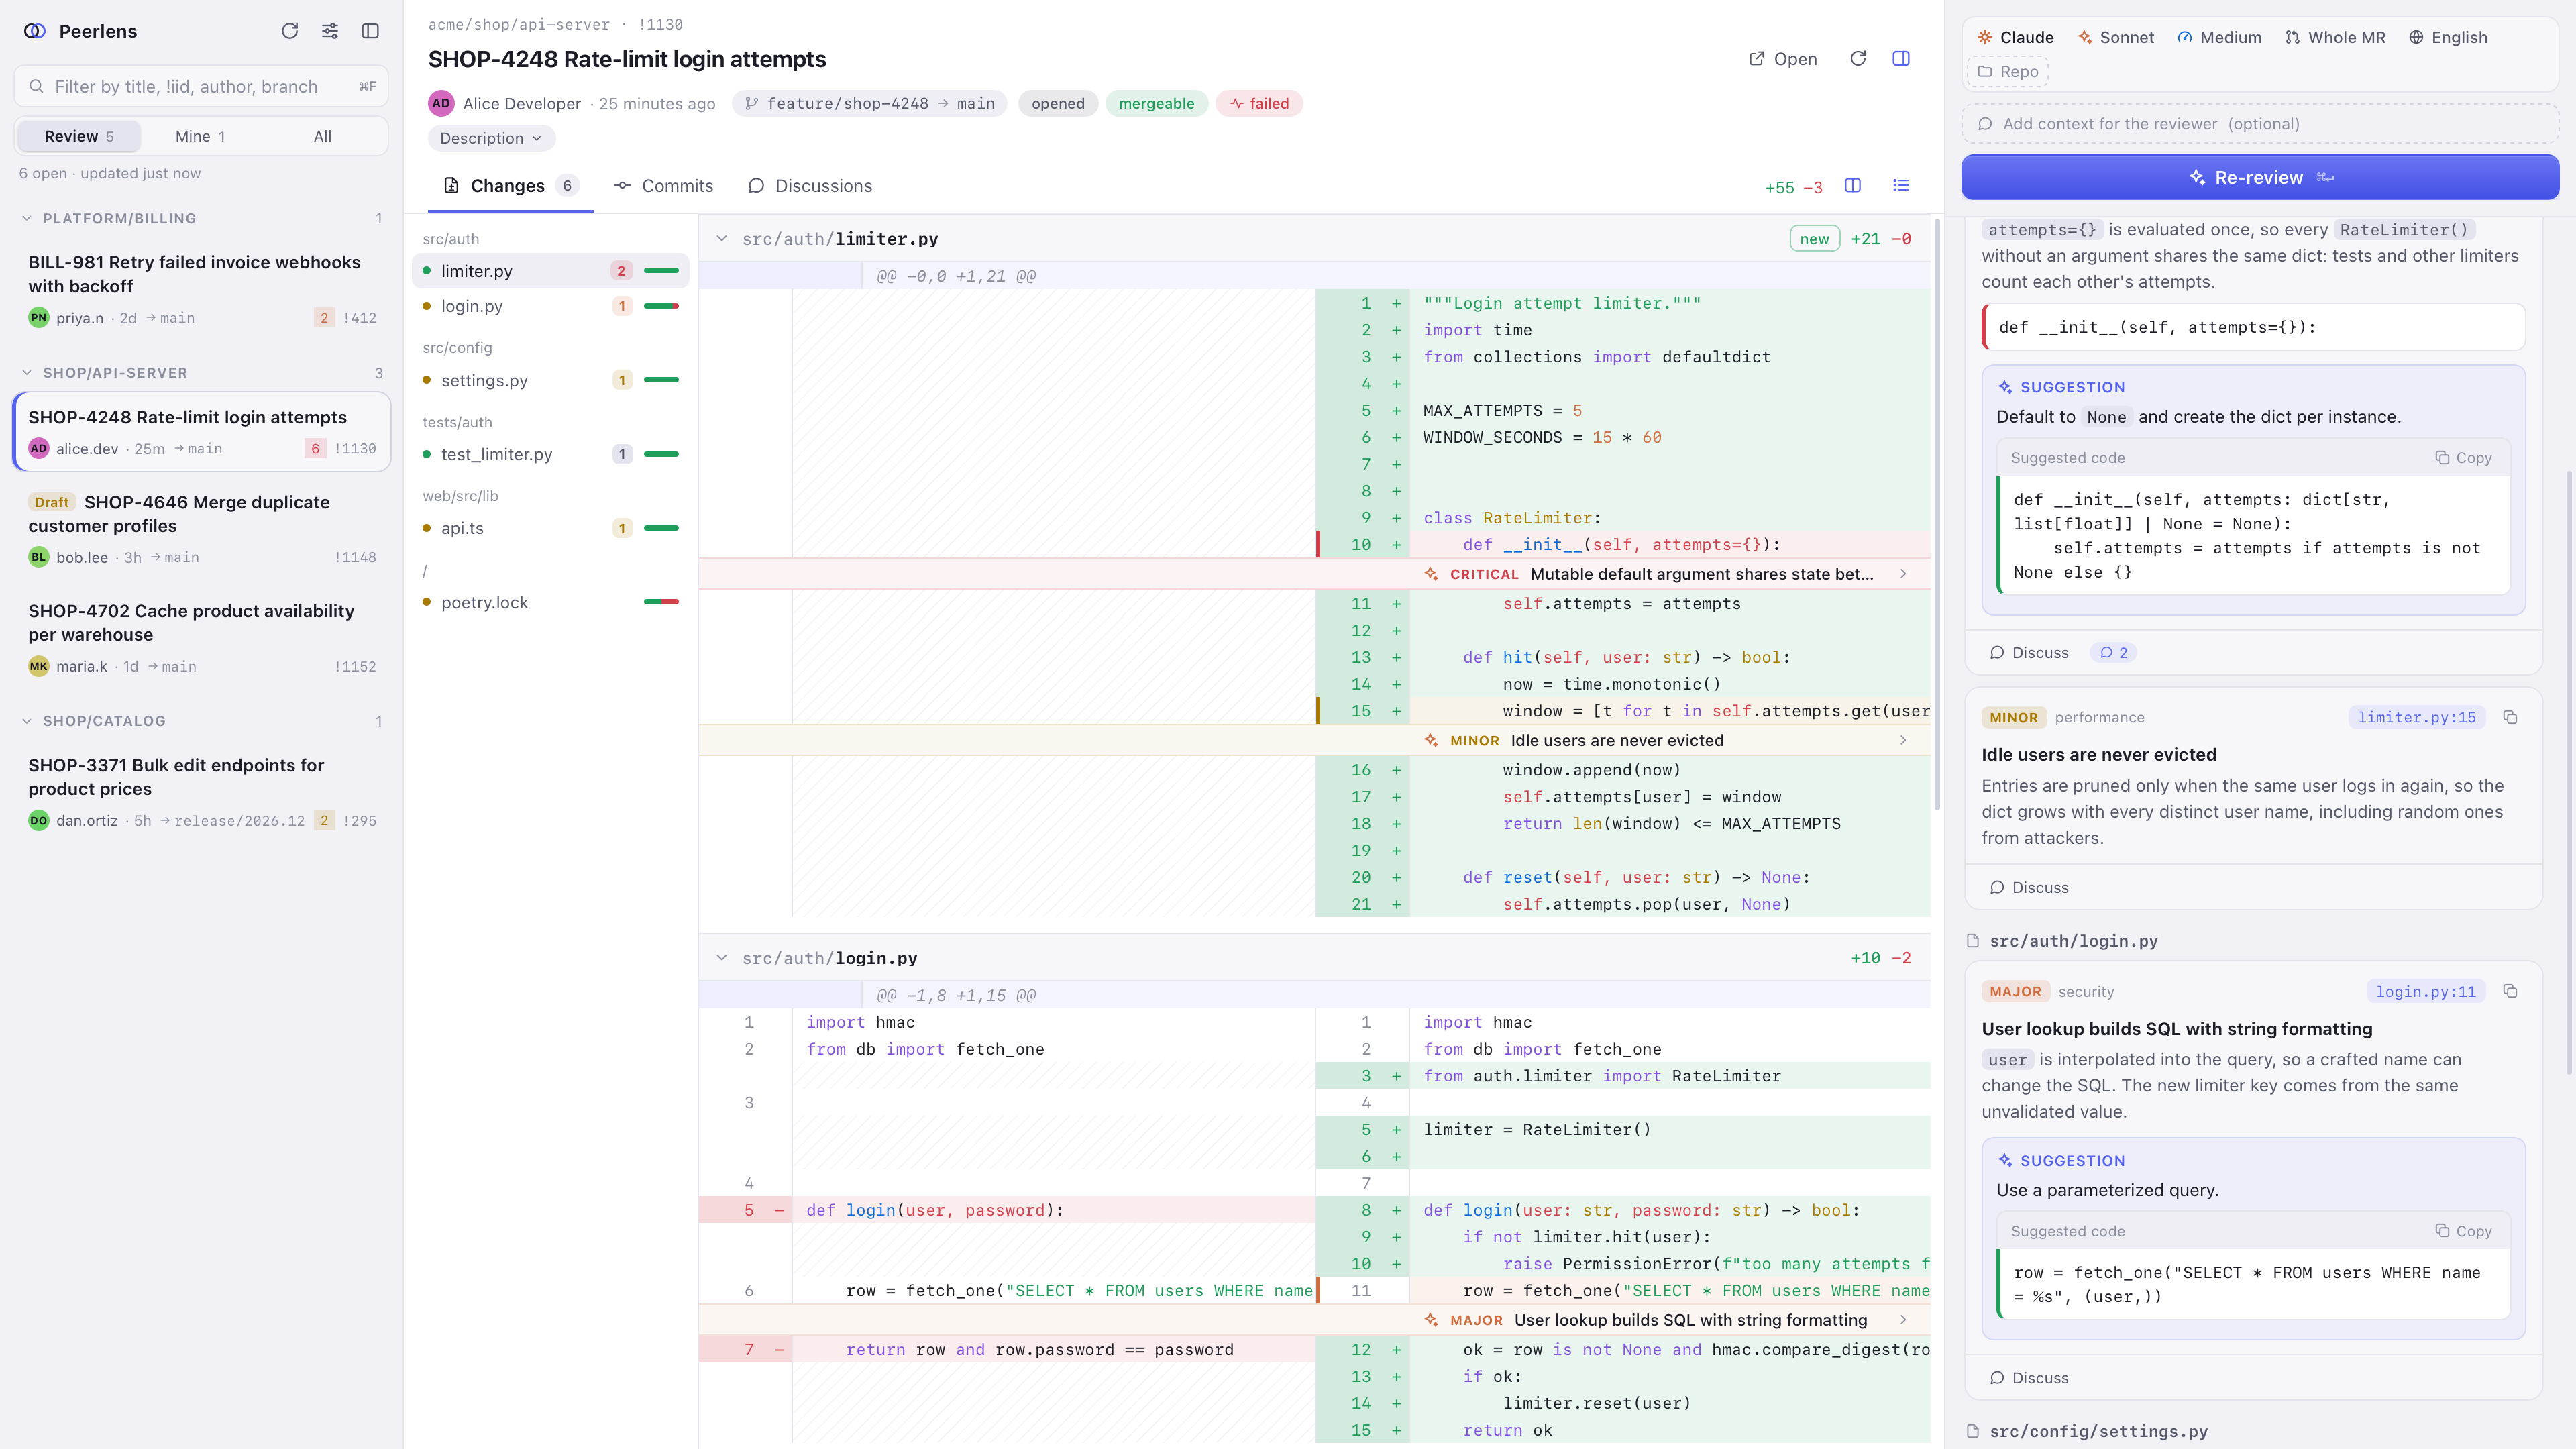 Peerlens
Filter by title, !iid, author, branch ⌘F
Review 5 Mine 1 All
6 open · updated just now
PLATFORM/BILLING 1
BILL-981 Retry failed invoice webhooks
with backoff
PN priya.n · 2d → main 2 !412
SHOP/API-SERVER 3
SHOP-4248 Rate-limit login attempts
AD alice.dev · 25m → main 6 !1130
Draft SHOP-4646 Merge duplicate
customer profiles
BL bob.lee · 3h → main !1148
SHOP-4702 Cache product availability
per warehouse
MK maria.k · 1d → main !1152
SHOP/CATALOG 1
SHOP-3371 Bulk edit endpoints for
product prices
DO dan.ortiz · 5h → release/2026.12 2 !295
acme/shop/api-server · !1130
SHOP-4248 Rate-limit login attempts
Open
AD Alice Developer · 25 minutes ago feature/shop-4248 → main opened mergeable failed
Description
Changes 6 Commits Discussions +55 −3
src/auth
limiter.py 2
login.py 1
src/config
settings.py 1
tests/auth
test_limiter.py 1
web/src/lib
api.ts 1
/
poetry.lock
src/auth/limiter.py new +21 −0
@@ −0,0 +1,21 @@
1 + """Login attempt limiter."""
2 + import time
3 + from collections import defaultdict
4 +
5 + MAX_ATTEMPTS = 5
6 + WINDOW_SECONDS = 15 * 60
7 +
8 +
9 + class RateLimiter:
10 + def __init__(self, attempts={}):
CRITICAL Mutable default argument shares state bet...
11 + self.attempts = attempts
12 +
13 + def hit(self, user: str) -> bool:
14 + now = time.monotonic()
15 + window = [t for t in self.attempts.get(user
MINOR Idle users are never evicted
16 + window.append(now)
17 + self.attempts[user] = window
18 + return len(window) <= MAX_ATTEMPTS
19 +
20 + def reset(self, user: str) -> None:
21 + self.attempts.pop(user, None)
src/auth/login.py +10 −2
@@ −1,8 +1,15 @@
1 import hmac 1 import hmac
2 from db import fetch_one 2 from db import fetch_one
3 + from auth.limiter import RateLimiter
3 4
5 + limiter = RateLimiter()
6 +
4 7
5 − def login(user, password): 8 + def login(user: str, password: str) -> bool:
9 + if not limiter.hit(user):
10 + raise PermissionError(f"too many attempts f
6 row = fetch_one("SELECT * FROM users WHERE name 11 row = fetch_one("SELECT * FROM users WHERE name
MAJOR User lookup builds SQL with string formatting
7 − return row and row.password == password 12 + ok = row is not None and hmac.compare_digest(ro
13 + if ok:
14 + limiter.reset(user)
15 + return ok
Claude Sonnet Medium Whole MR English
Repo
Add context for the reviewer (optional)
Re-review ⌘↵
attempts={} is evaluated once, so every RateLimiter()
without an argument shares the same dict: tests and other limiters
count each other's attempts.
def __init__(self, attempts={}):
SUGGESTION
Default to None and create the dict per instance.
Suggested code Copy
def __init__(self, attempts: dict[str,
list[float]] | None = None):
self.attempts = attempts if attempts is not
None else {}
Discuss 2
MINOR performance limiter.py:15
Idle users are never evicted
Entries are pruned only when the same user logs in again, so the
dict grows with every distinct user name, including random ones
from attackers.
Discuss
src/auth/login.py
MAJOR security login.py:11
User lookup builds SQL with string formatting
user is interpolated into the query, so a crafted name can
change the SQL. The new limiter key comes from the same
unvalidated value.
SUGGESTION
Use a parameterized query.
Suggested code Copy
row = fetch_one("SELECT * FROM users WHERE name
= %s", (user,))
Discuss
src/config/settings.py